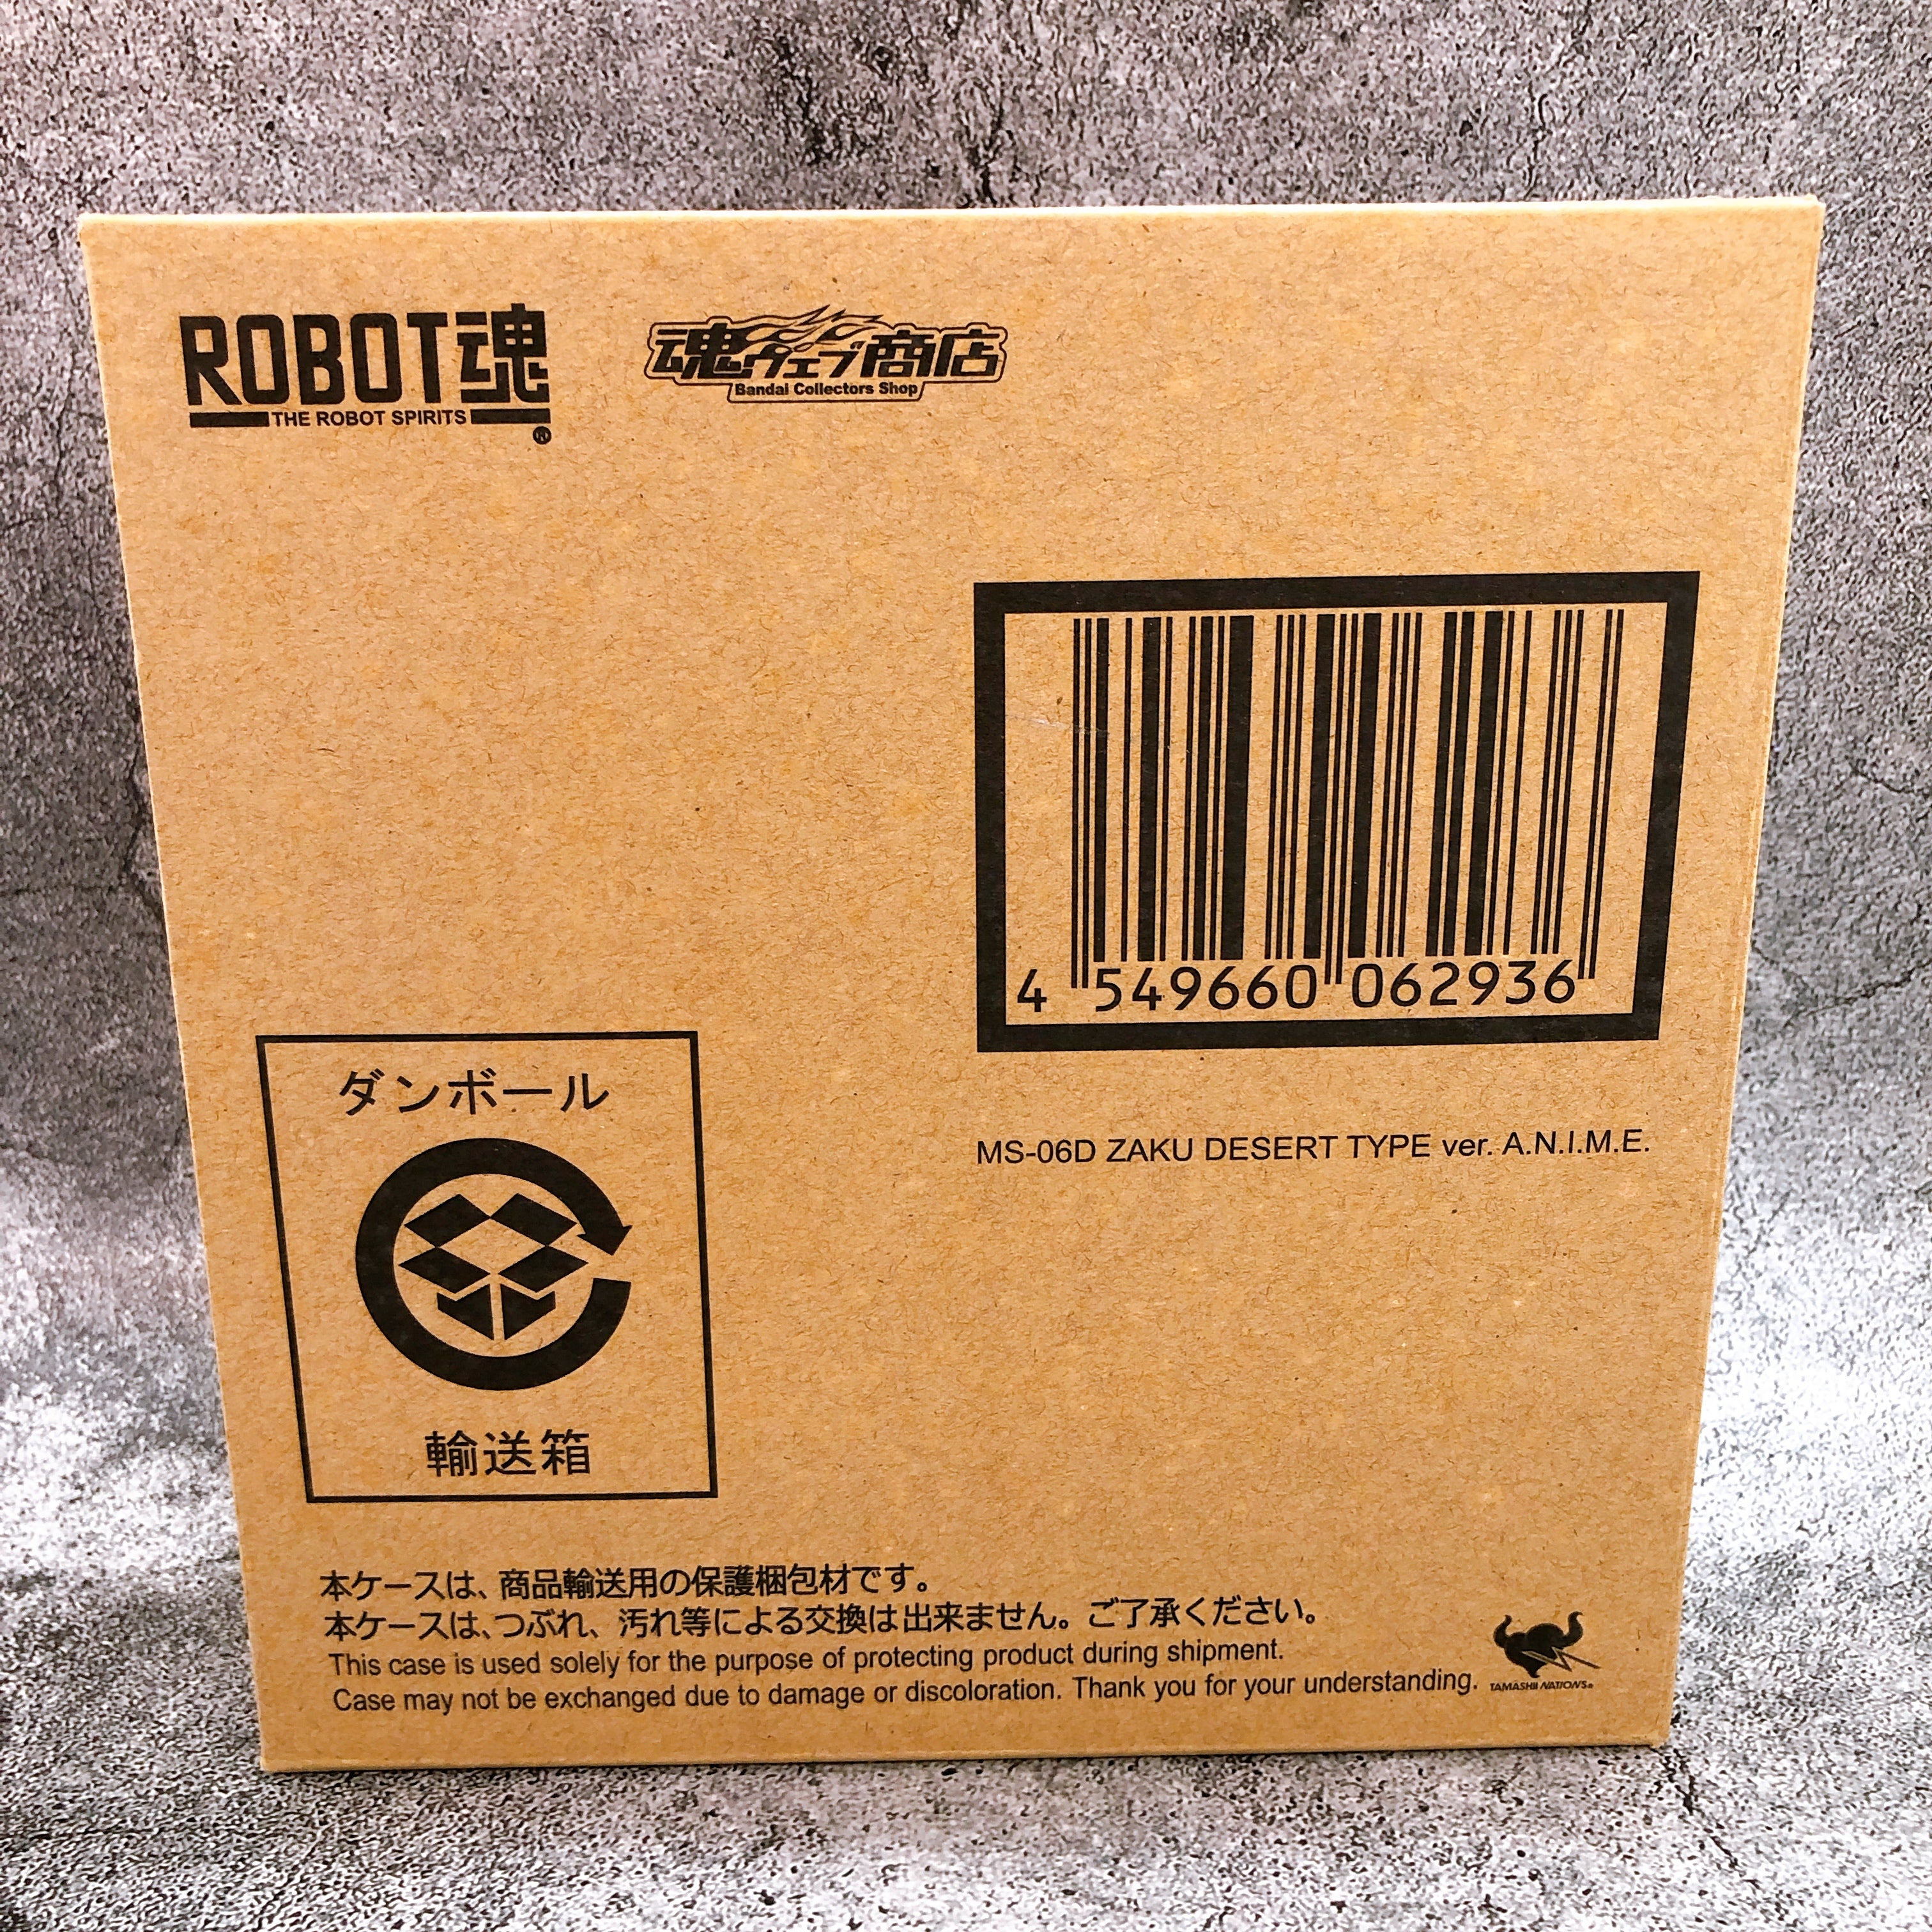 ROBOT魂
THE ROBOT SPIRITS
®
魂ウェブ商店
Bandai Collectors Shop
4 549660 062936
MS-06D ZAKU DESERT TYPE ver. A.N.I.M.E.
ダンボール
輸送箱
本ケースは、商品輸送用の保護梱包材です。
本ケースは、つぶれ、汚れ等による交換は出来ません。ご了承ください。
This case is used solely for the purpose of protecting product during shipment.
Case may not be exchanged due to damage or discoloration. Thank you for your understanding.
TAMASHII NATIONS®